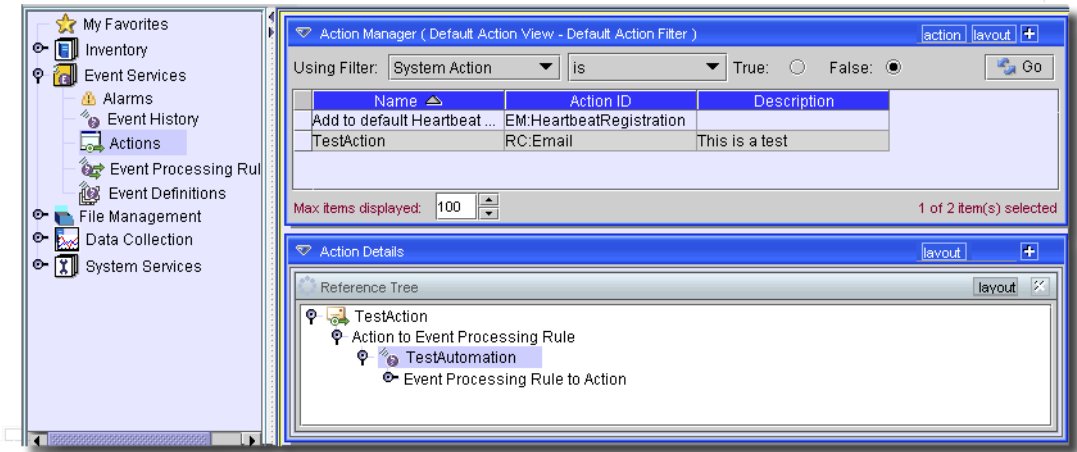 My Favorites
Inventory
Event Services
Alarms
Event History
Actions
Event Processing Rul
Event Definitions
File Management
Data Collection
System Services
Action Manager ( Default Action View - Default Action Filter )
action layout
Using Filter: System Action is True: False: Go
Name Action ID Description
Add to default Heartbeat ... EM:HeartbeatRegistration
TestAction RC:Email This is a test
Max items displayed: 100 1 of 2 item(s) selected
Action Details layout
Reference Tree layout
TestAction
Action to Event Processing Rule
TestAutomation
Event Processing Rule to Action